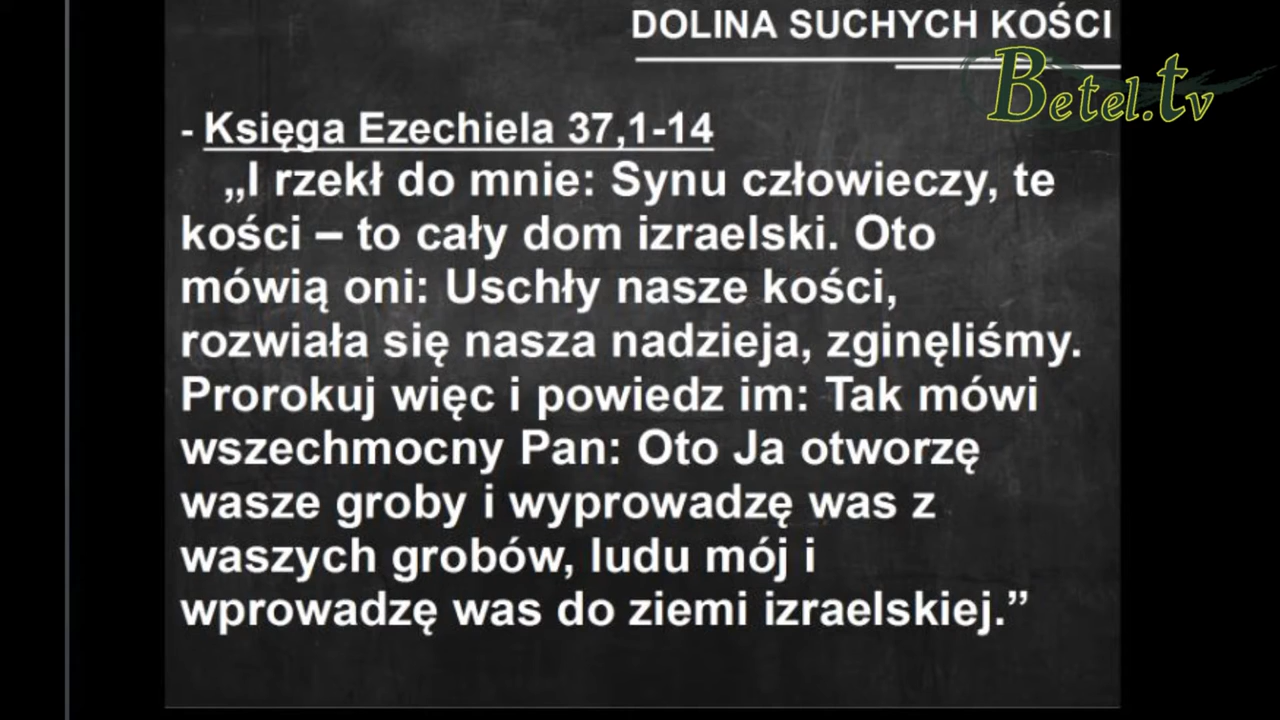 DOLINA SUCHYCH KOŚCI
Betel.tv
- Księga Ezechiela 37,1-14
„I rzekł do mnie: Synu człowieczy, te
kości – to cały dom izraelski. Oto
mówią oni: Uschły nasze kości,
rozwiała się nasza nadzieja, zginęliśmy.
Prorokuj więc i powiedz im: Tak mówi
wszechmocny Pan: Oto Ja otworzę
wasze groby i wyprowadzę was z
waszych grobów, ludu mój i
wprowadzę was do ziemi izraelskiej.”